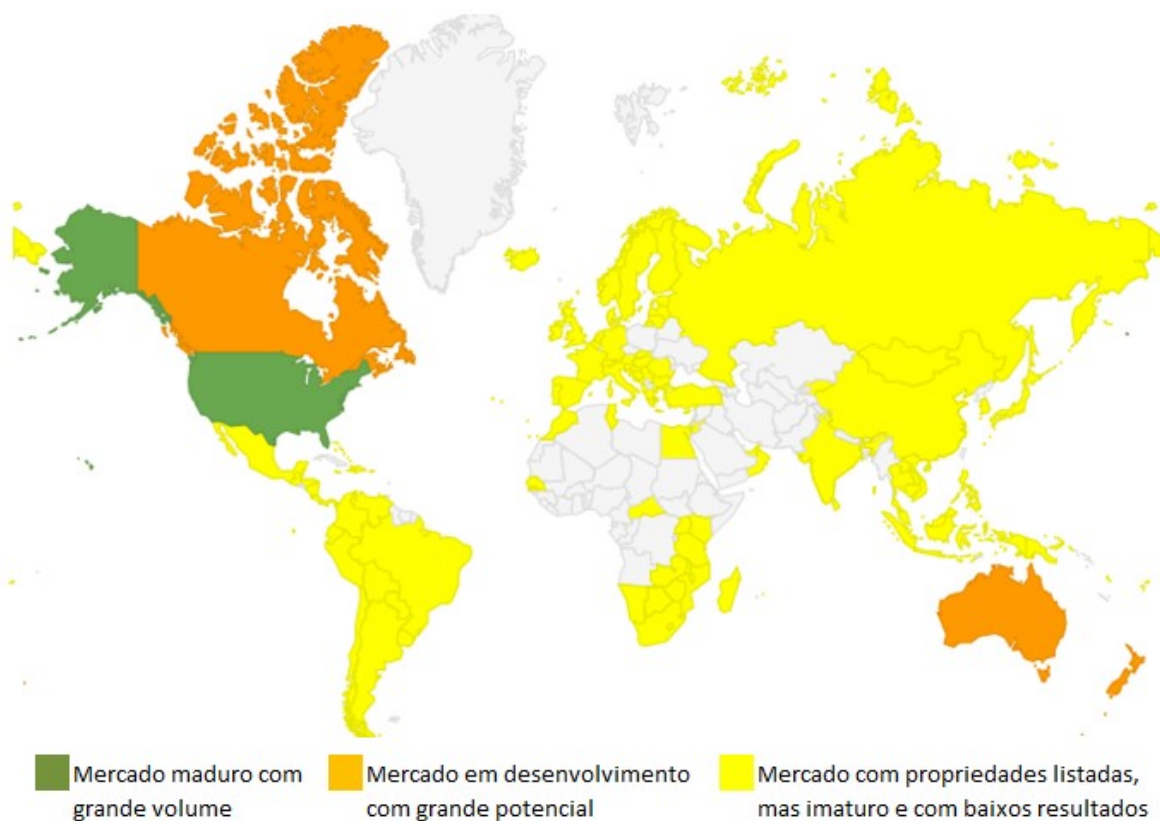 Mercado maduro com
grande volume
Mercado em desenvolvimento
com grande potencial
Mercado com propriedades listadas,
mas imaturo e com baixos resultados